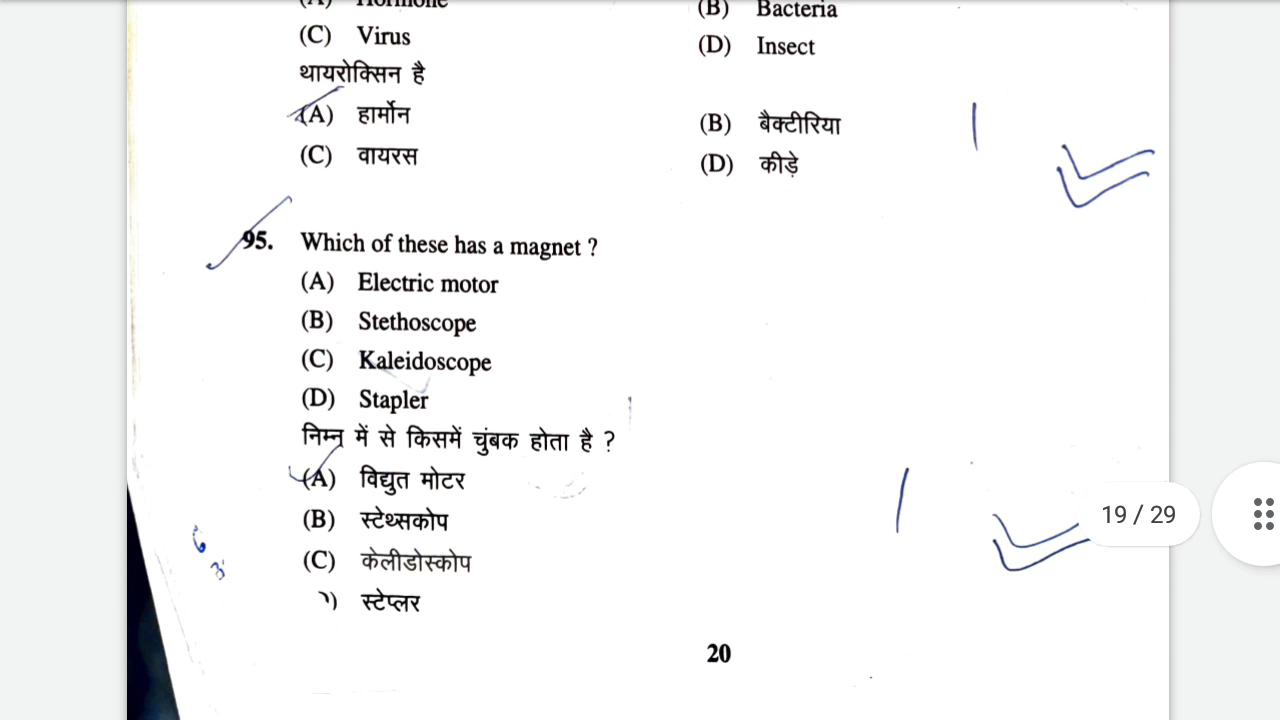 (A) Hormone (B) Bacteria
(C) Virus (D) Insect
थायरोक्सिन है
(A) हार्मोन (B) बैक्टीरिया
(C) वायरस (D) कीड़े
95. Which of these has a magnet ?
(A) Electric motor
(B) Stethoscope
(C) Kaleidoscope
(D) Stapler
निम्न में से किसमें चुंबक होता है ?
(A) विद्युत मोटर
(B) स्टेथ्सकोप
(C) केलीडोस्कोप
) स्टेप्लर
19 / 29
20